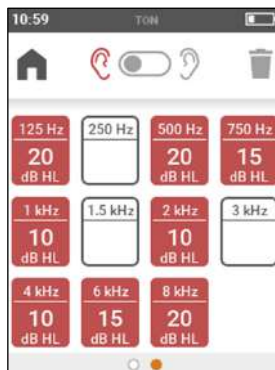 10:59 TON
125 Hz 250 Hz 500 Hz 750 Hz
20 20 15
dB HL dB HL dB HL
1 kHz 1.5 kHz 2 kHz 3 kHz
10 10
dB HL dB HL
4 kHz 6 kHz 8 kHz
10 15 20
dB HL dB HL dB HL